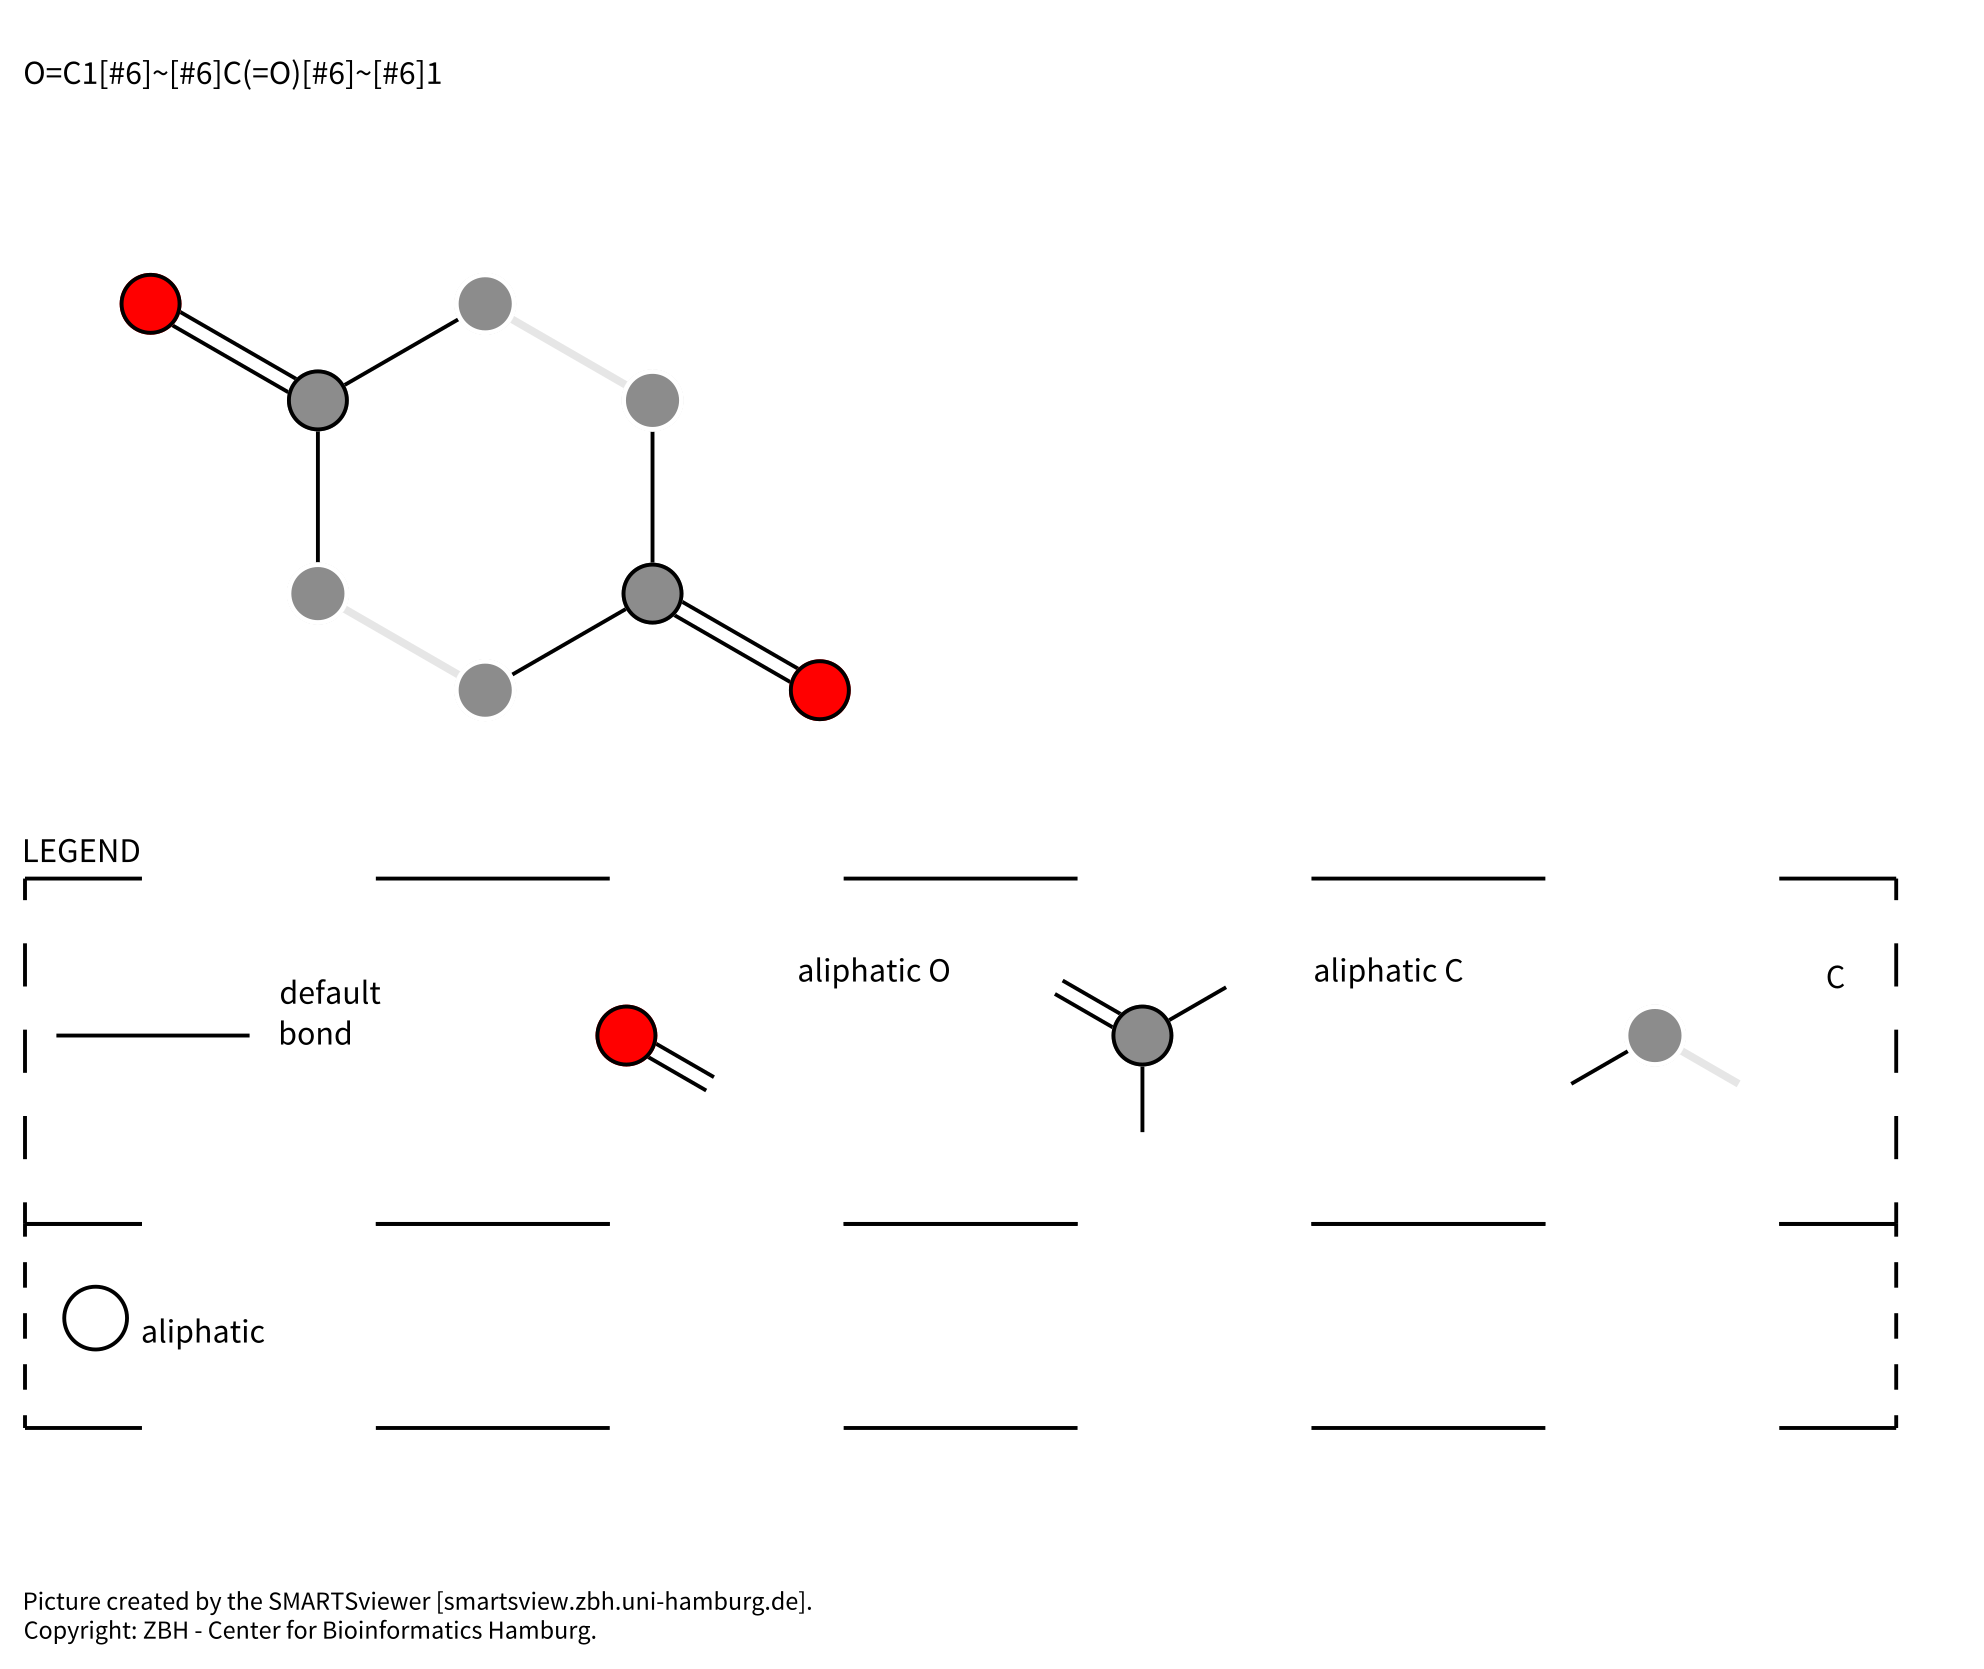 O=C1[#6]~[#6]C(=O)[#6]~[#6]1
LEGEND
default
bond
aliphatic O
aliphatic C
C
aliphatic
Picture created by the SMARTSviewer [smartsview.zbh.uni-hamburg.de].
Copyright: ZBH - Center for Bioinformatics Hamburg.